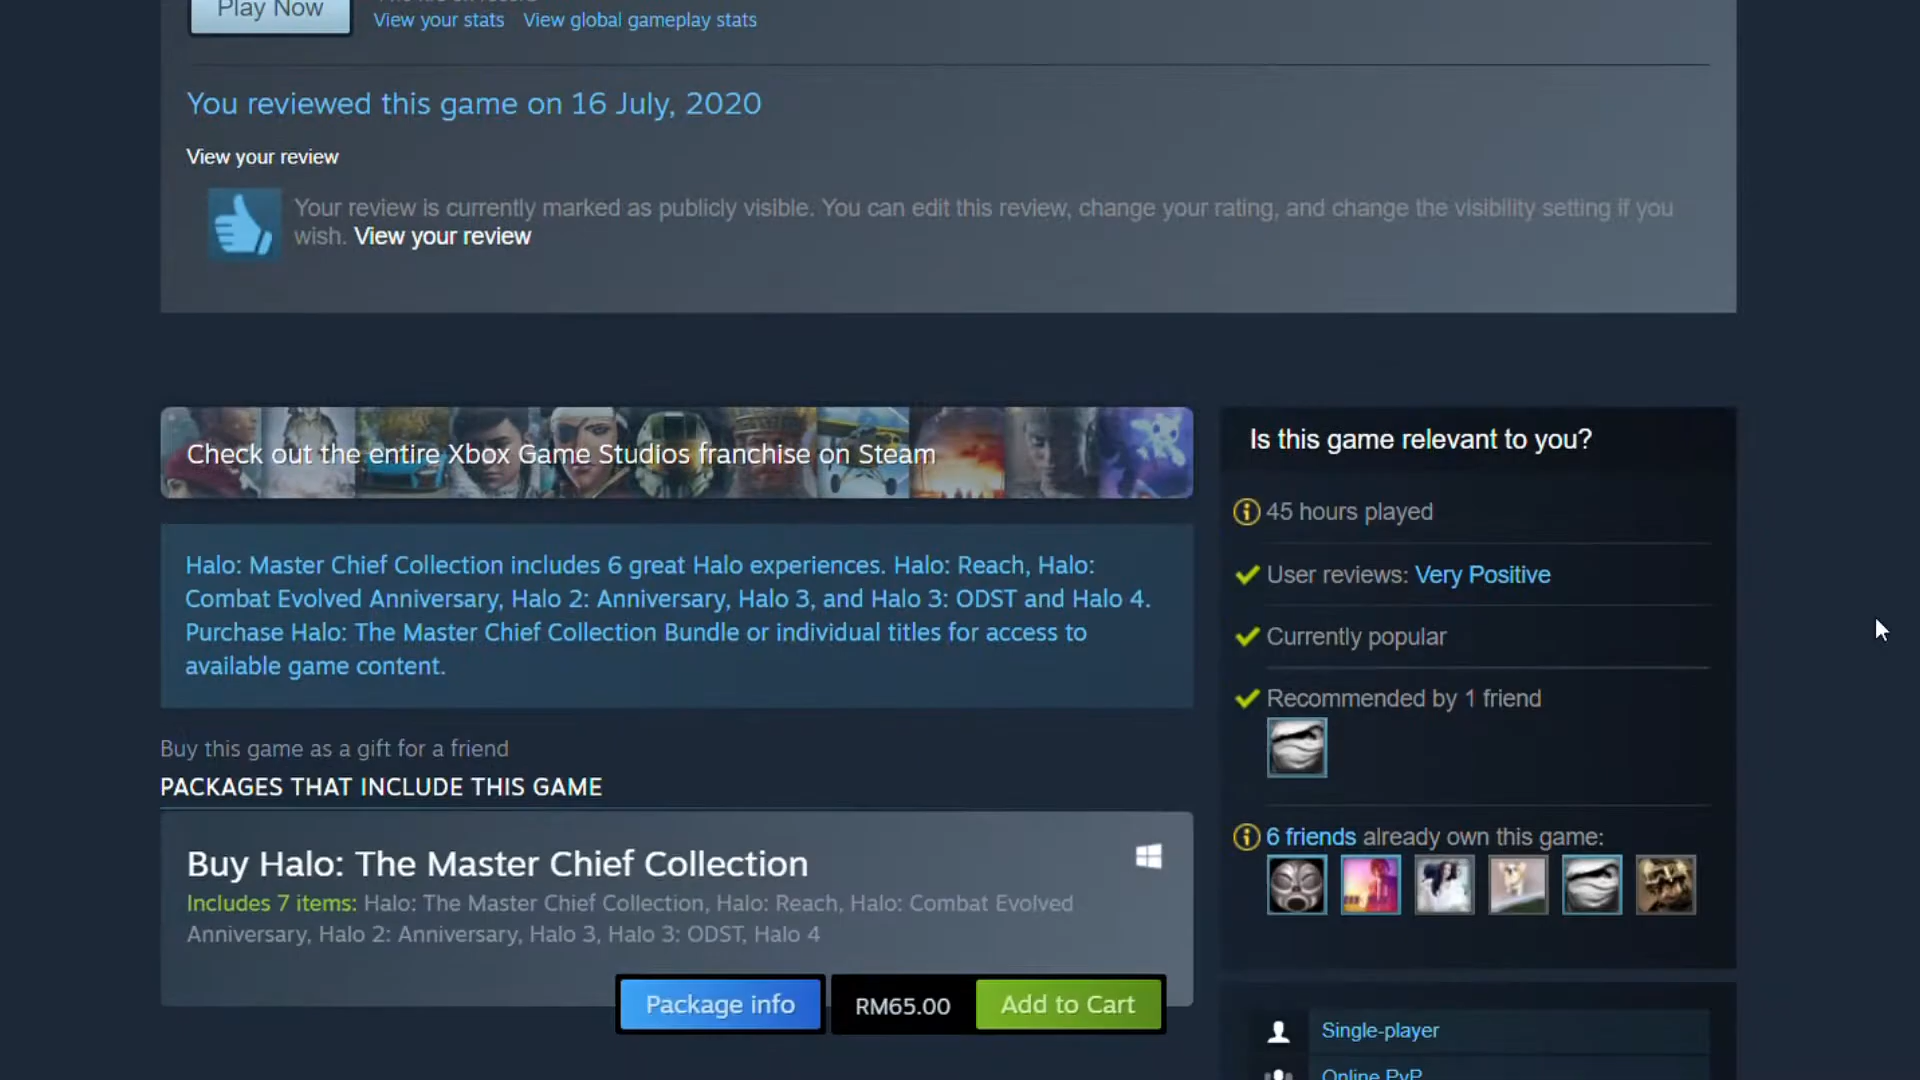 Play Now
View your stats View global gameplay stats
You reviewed this game on 16 July, 2020
View your review
Your review is currently marked as publicly visible. You can edit this review, change your rating, and change the visibility setting if you
wish. View your review
Check out the entire Xbox Game Studios franchise on Steam
Halo: Master Chief Collection includes 6 great Halo experiences. Halo: Reach, Halo:
Combat Evolved Anniversary, Halo 2: Anniversary, Halo 3, and Halo 3: ODST and Halo 4.
Purchase Halo: The Master Chief Collection Bundle or individual titles for access to
available game content.
Buy this game as a gift for a friend
PACKAGES THAT INCLUDE THIS GAME
Buy Halo: The Master Chief Collection
Includes 7 items: Halo: The Master Chief Collection, Halo: Reach, Halo: Combat Evolved
Anniversary, Halo 2: Anniversary, Halo 3, Halo 3: ODST, Halo 4
Package info
RM65.00
Add to Cart
Is this game relevant to you?
45 hours played
User reviews: Very Positive
Currently popular
Recommended by 1 friend
6 friends already own this game:
Single-player
Online PvP